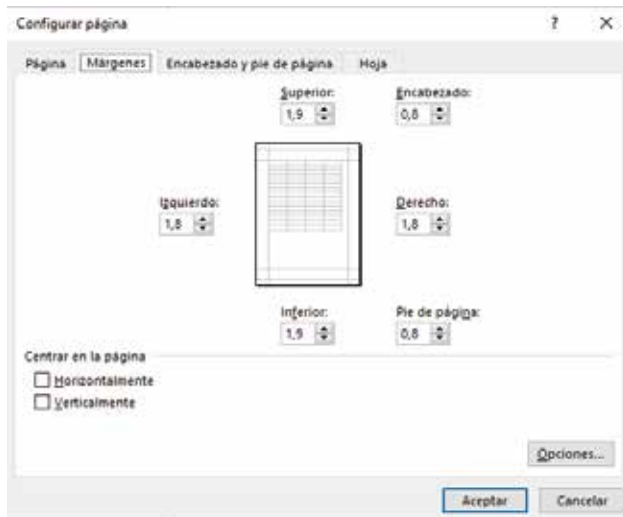 Configurar página ? ×
Página Márgenes Encabezado y pie de página Hoja
Superior: Encabezado:
1,9 0,8
Izquierdo: Derecho:
1,8 1,8
Inferior: Pie de página:
1,9 0,8
Centrar en la página
Horizontalmente
Verticalmente
Opciones...
Aceptar Cancelar